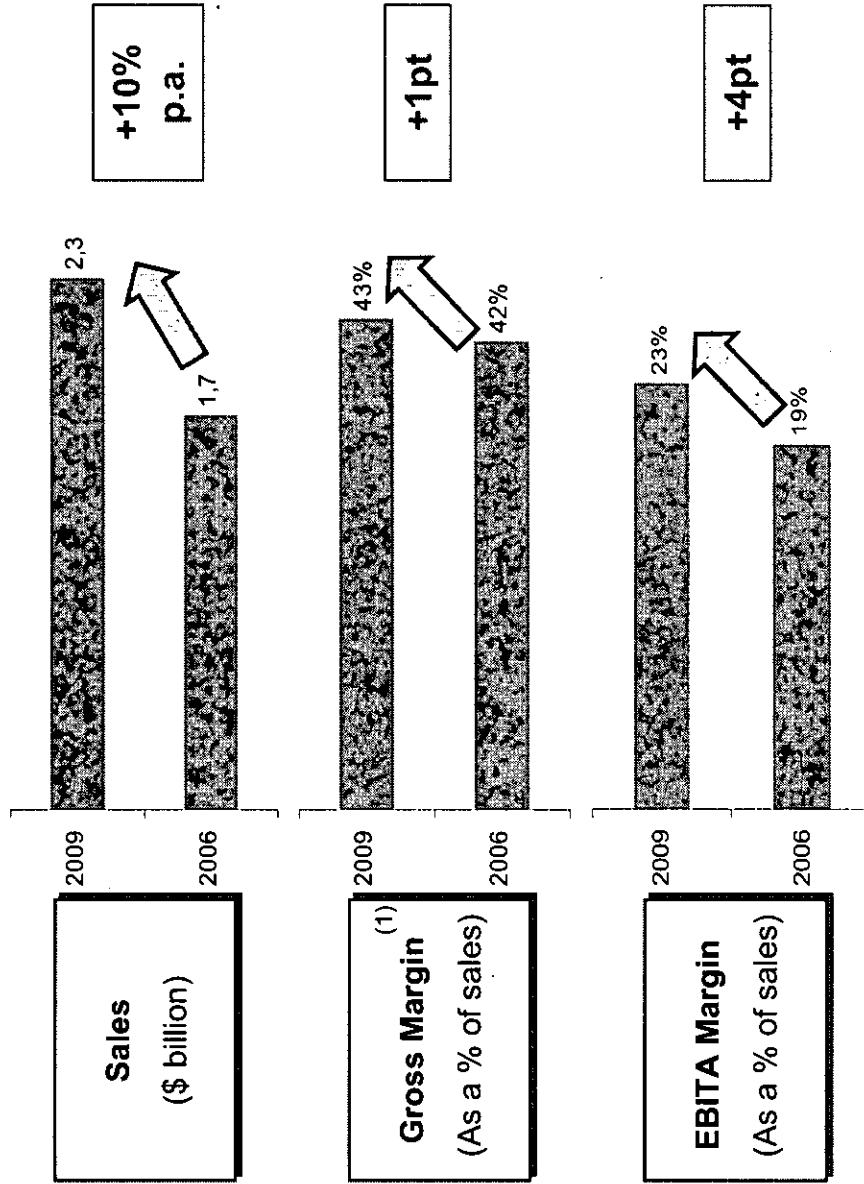 Sales
($ billion)
2009
2,3
2006
1,7
+10%
p.a.
Gross Margin (1)
(As a % of sales)
2009
43%
2006
42%
+1pt
EBITA Margin
(As a % of sales)
2009
23%
2006
19%
+4pt